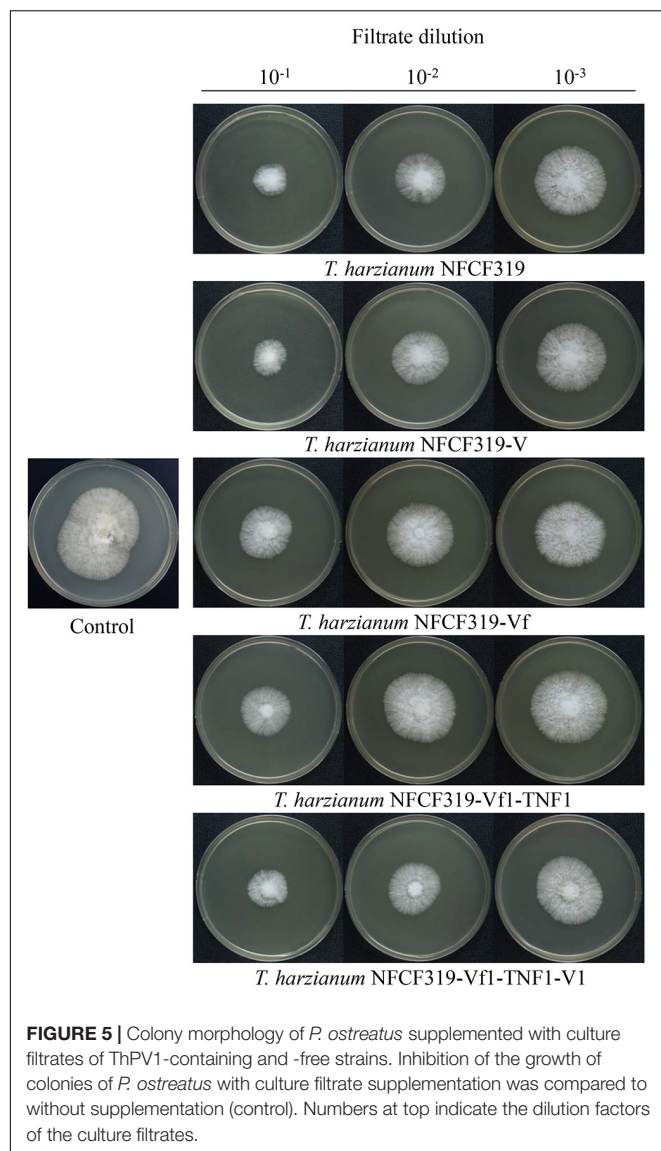 Filtrate dilution
10⁻¹ 10⁻² 10⁻³
T. harzianum NFCF319
T. harzianum NFCF319-V
Control
T. harzianum NFCF319-Vf
T. harzianum NFCF319-Vf1-TNF1
T. harzianum NFCF319-Vf1-TNF1-V1
FIGURE 5 | Colony morphology of P. ostreatus supplemented with culture
filtrates of ThPV1-containing and -free strains. Inhibition of the growth of
colonies of P. ostreatus with culture filtrate supplementation was compared to
without supplementation (control). Numbers at top indicate the dilution factors
of the culture filtrates.